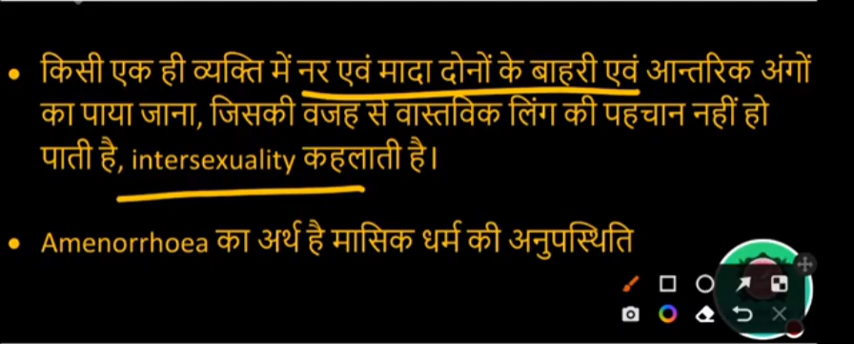 • किसी एक ही व्यक्ति में नर एवं मादा दोनों के बाहरी एवं आन्तरिक अंगों
का पाया जाना, जिसकी वजह से वास्तविक लिंग की पहचान नहीं हो
पाती है, intersexuality कहलाती है।
• Amenorrhoea का अर्थ है मासिक धर्म की अनुपस्थिति